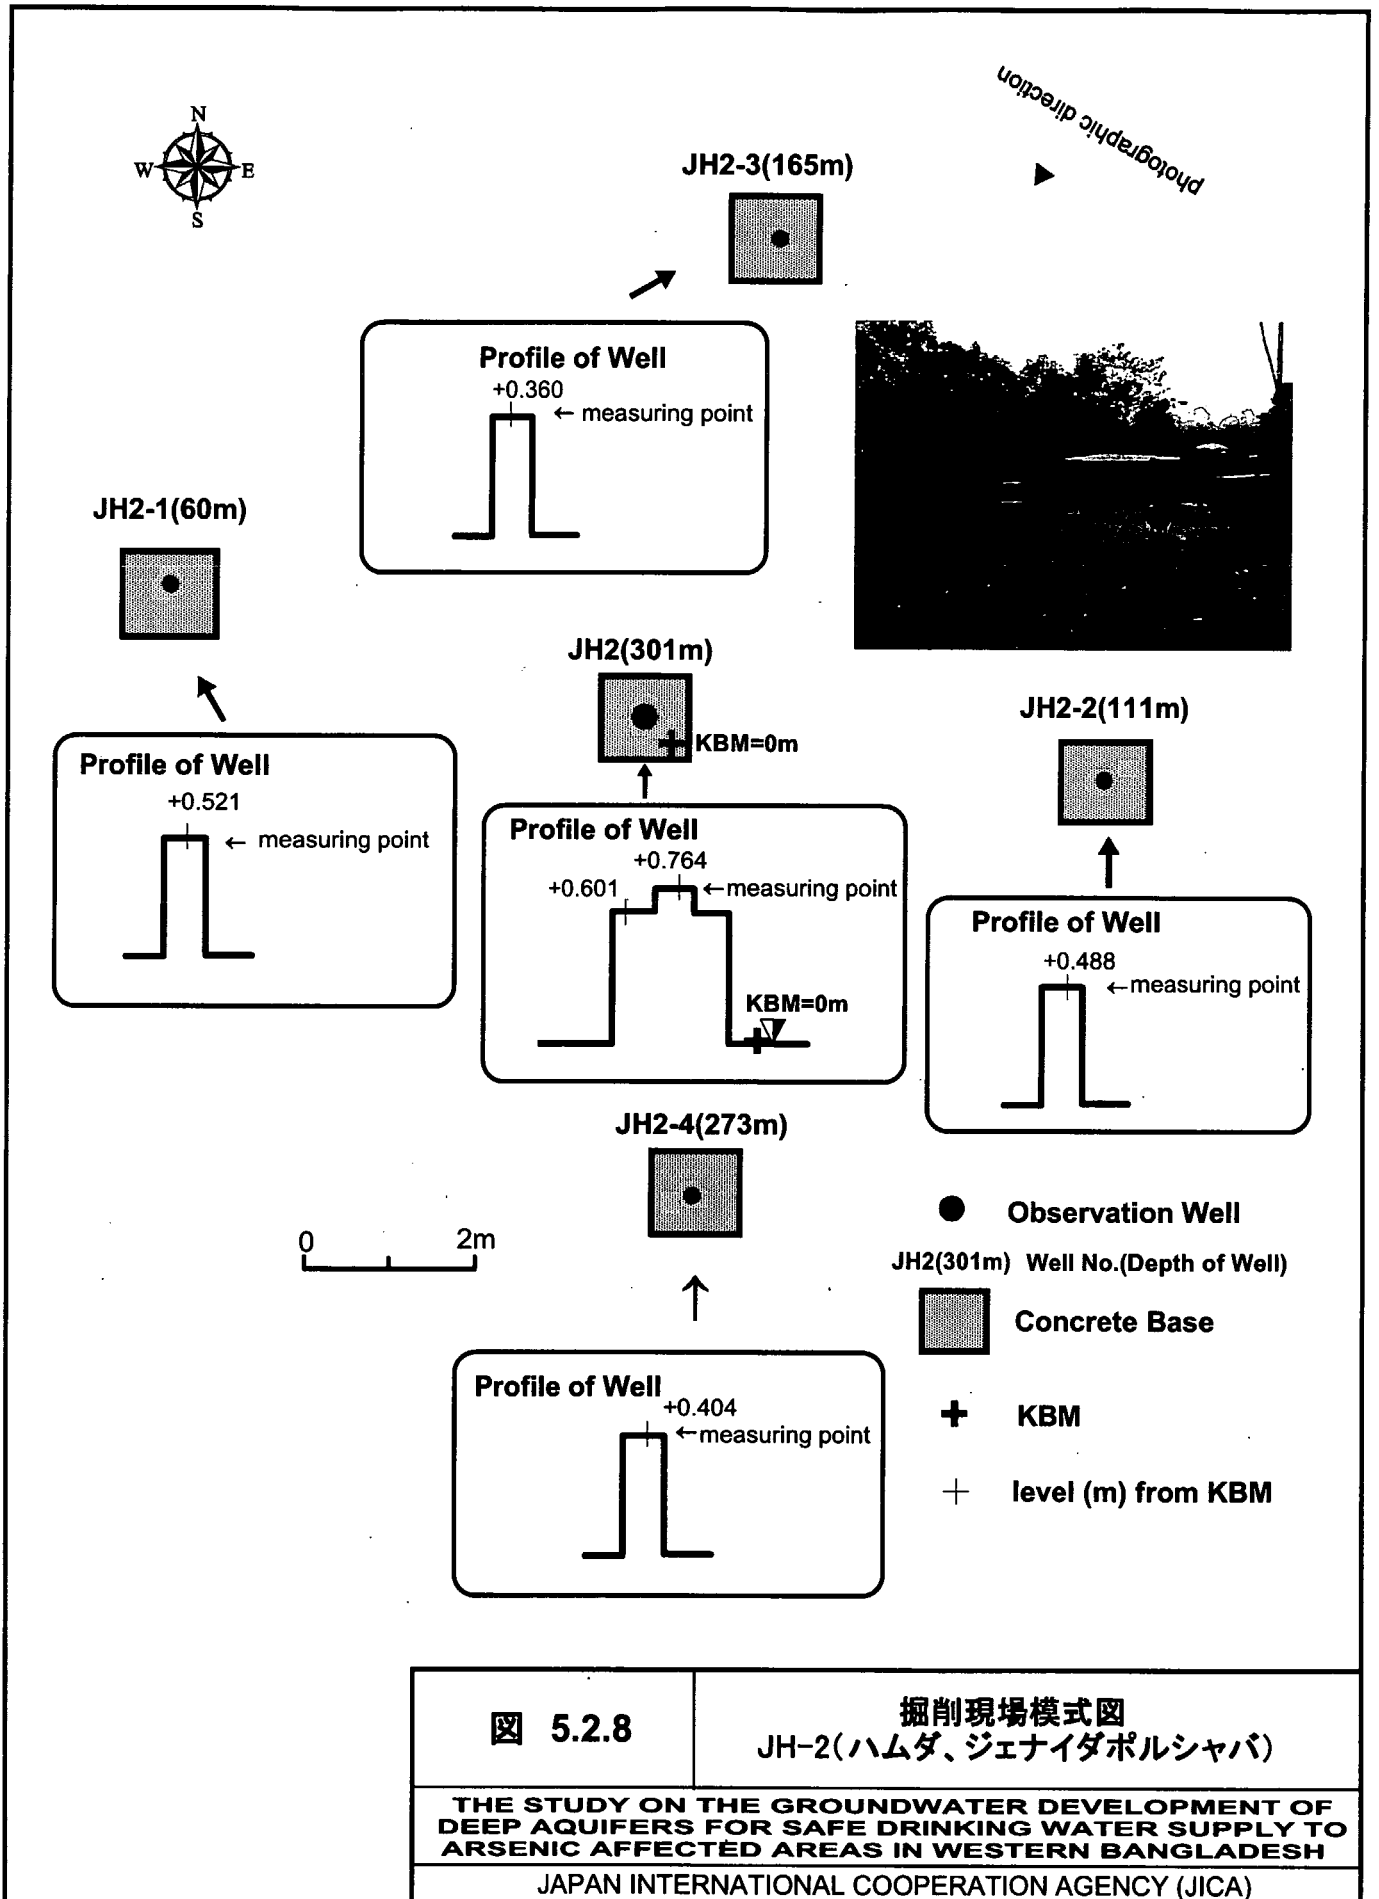 photographic direction
N
W
E
S
JH2-3(165m)
Profile of Well
+0.360
← measuring point
JH2-1(60m)
JH2(301m)
KBM=0m
JH2-2(111m)
Profile of Well
+0.521
← measuring point
Profile of Well
+0.764
+0.601
←measuring point
KBM=0m
Profile of Well
+0.488
←measuring point
JH2-4(273m)
0 2m
Profile of Well
+0.404
←measuring point
Observation Well
JH2(301m) Well No.(Depth of Well)
Concrete Base
KBM
level (m) from KBM
図 5.2.8
掘削現場模式図
JH-2(ハムダ、ジェナイダポルシャバ)
THE STUDY ON THE GROUNDWATER DEVELOPMENT OF
DEEP AQUIFERS FOR SAFE DRINKING WATER SUPPLY TO
ARSENIC AFFECTED AREAS IN WESTERN BANGLADESH
JAPAN INTERNATIONAL COOPERATION AGENCY (JICA)